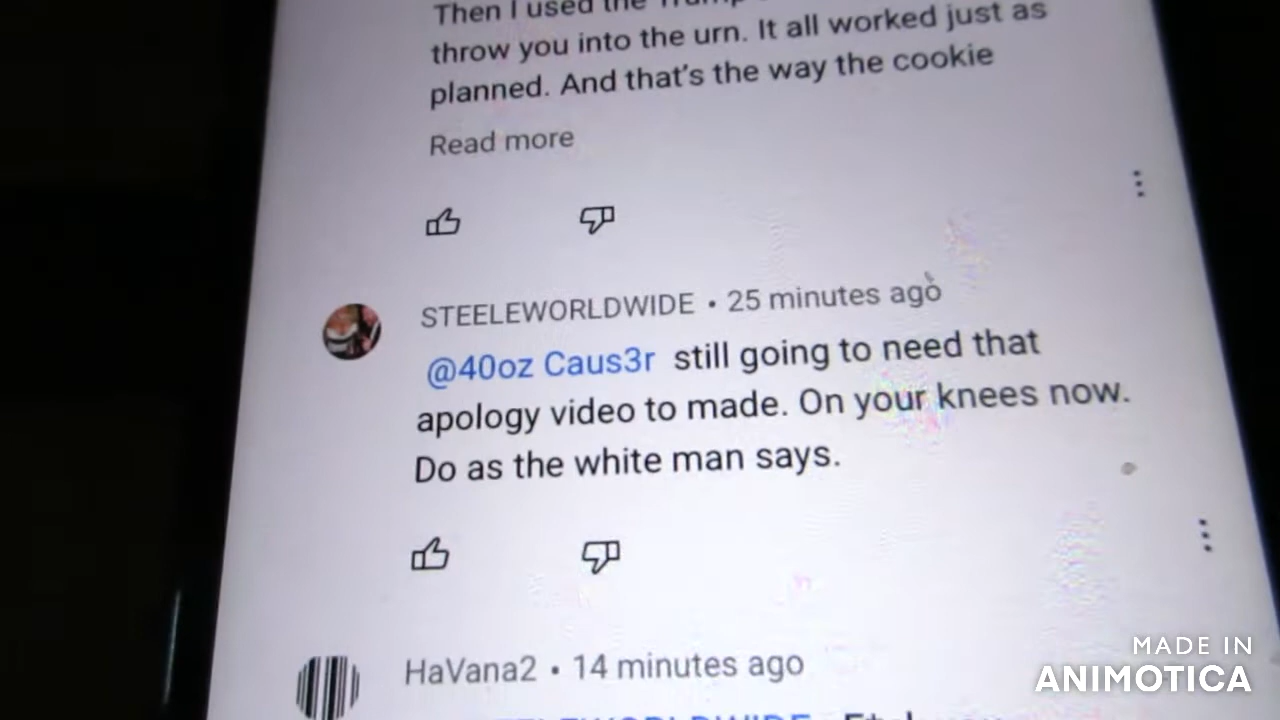 Then I used the Trump
throw you into the urn. It all worked just as
planned. And that's the way the cookie
Read more
STEELEWORLDWIDE • 25 minutes ago
@40oz Caus3r still going to need that
apology video to made. On your knees now.
Do as the white man says.
HaVana2 • 14 minutes ago
MADE IN
ANIMOTICA